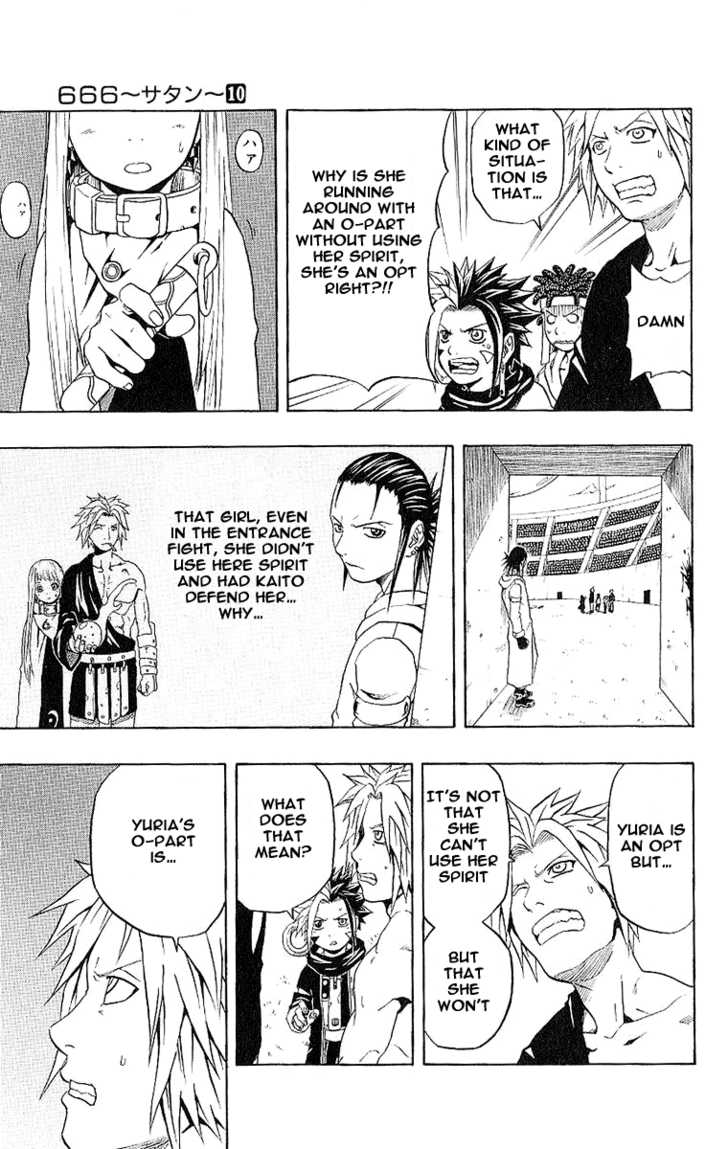 666～サタン～10
WHAT
KIND OF
SITUA-
TION IS
THAT...
WHY IS SHE
RUNNING
AROUND WITH
AN O-PART
WITHOUT USING
HER SPIRIT,
SHE'S AN OPT
RIGHT?!!
DAMN
ハァ
ハァ
THAT GIRL, EVEN
IN THE ENTRANCE
FIGHT, SHE DIDN'T
USE HERE SPIRIT
AND HAD KAITO
DEFEND HER...
WHY...
YURIA IS
AN OPT
BUT...
IT'S NOT
THAT
SHE
CAN'T
USE HER
SPIRIT
BUT
THAT
SHE
WON'T
WHAT
DOES
THAT
MEAN?
YURIA'S
O-PART
IS...